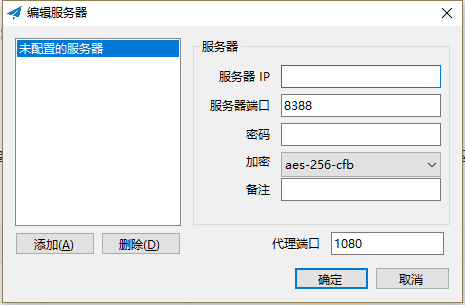 编辑服务器
未配置的服务器
服务器
服务器 IP
服务器端口 8388
密码
加密 aes-256-cfb
备注
添加(A) 删除(D)
代理端口 1080
确定 取消